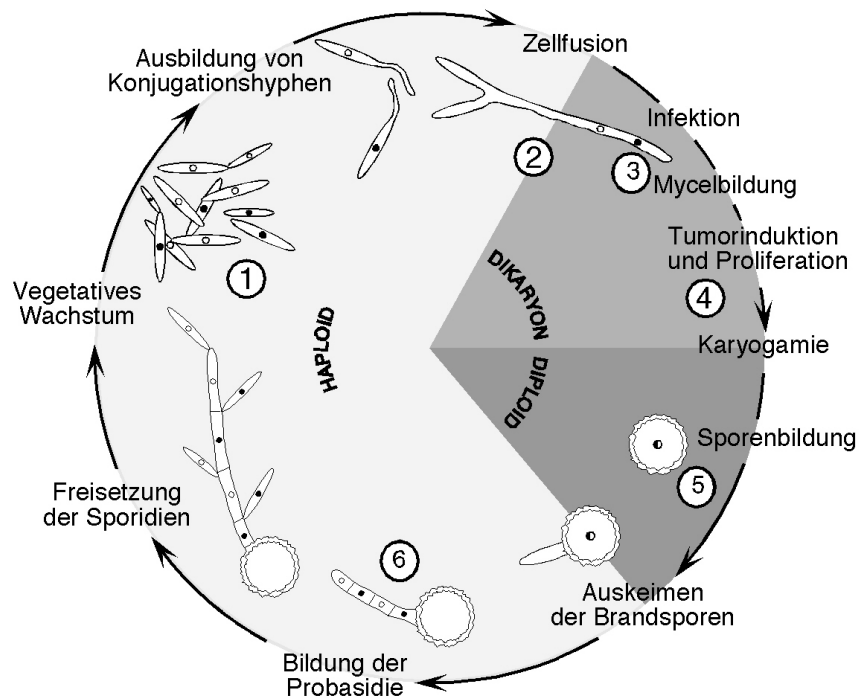 Ausbildung von
Konjugationshyphen
Zellfusion
Infektion
2
3
Mycelbildung
Tumorinduktion
und Proliferation
4
1
Vegetatives
Wachstum
HAPLOID
DIKARYON
DIPLOID
Karyogamie
Sporenbildung
5
Freisetzung
der Sporidien
6
Auskeimen
der Brandsporen
Bildung der
Probasidie